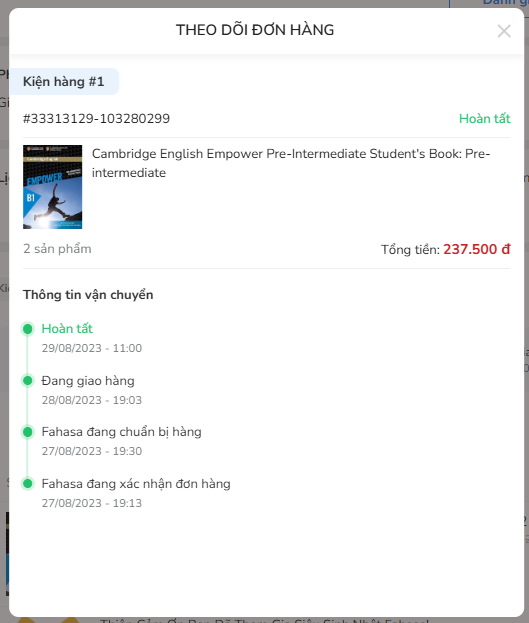 THEO DÕI ĐƠN HÀNG
Kiện hàng #1
#33313129-103280299
Hoàn tất
EMPOWER
B1
Cambridge English Empower Pre-Intermediate Student's Book: Pre-
intermediate
2 sản phẩm
Tổng tiền: 237.500 đ
Thông tin vận chuyển
Hoàn tất
29/08/2023 - 11:00
Đang giao hàng
28/08/2023 - 19:03
Fahasa đang chuẩn bị hàng
27/08/2023 - 19:30
Fahasa đang xác nhận đơn hàng
27/08/2023 - 19:13